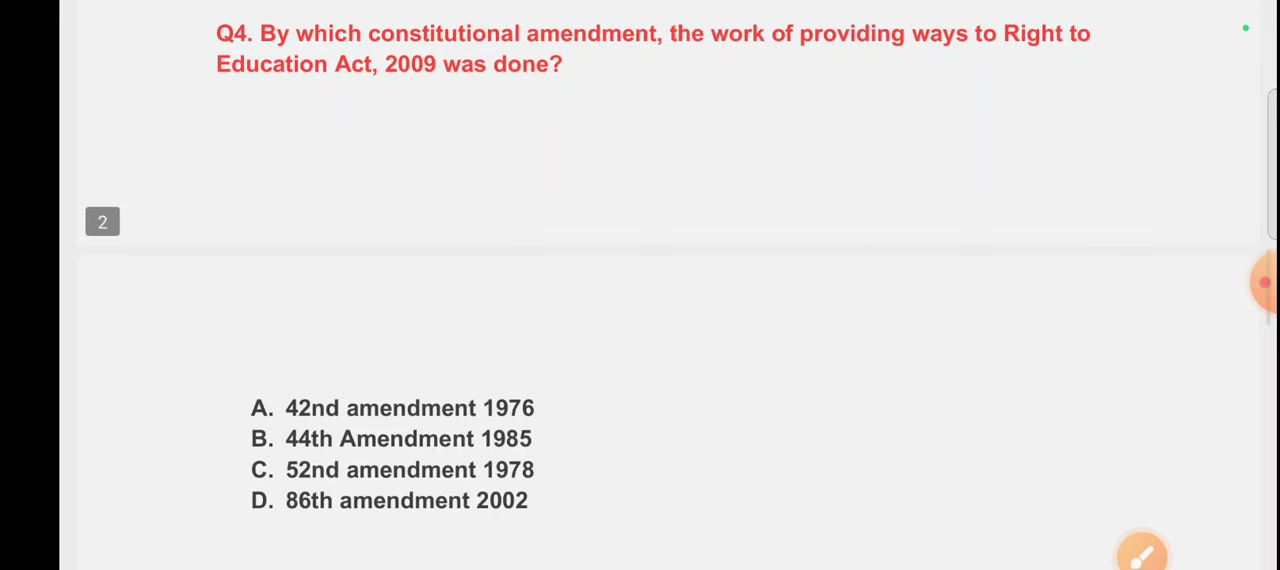 Q4. By which constitutional amendment, the work of providing ways to Right to
Education Act, 2009 was done?
2
A. 42nd amendment 1976
B. 44th Amendment 1985
C. 52nd amendment 1978
D. 86th amendment 2002